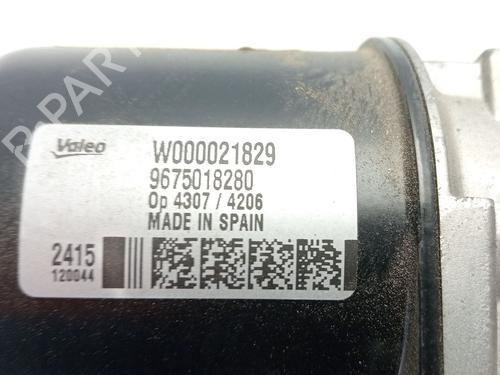 Valeo
W000021829
9675018280
Op 4307 / 4206
MADE IN SPAIN
2415
120044